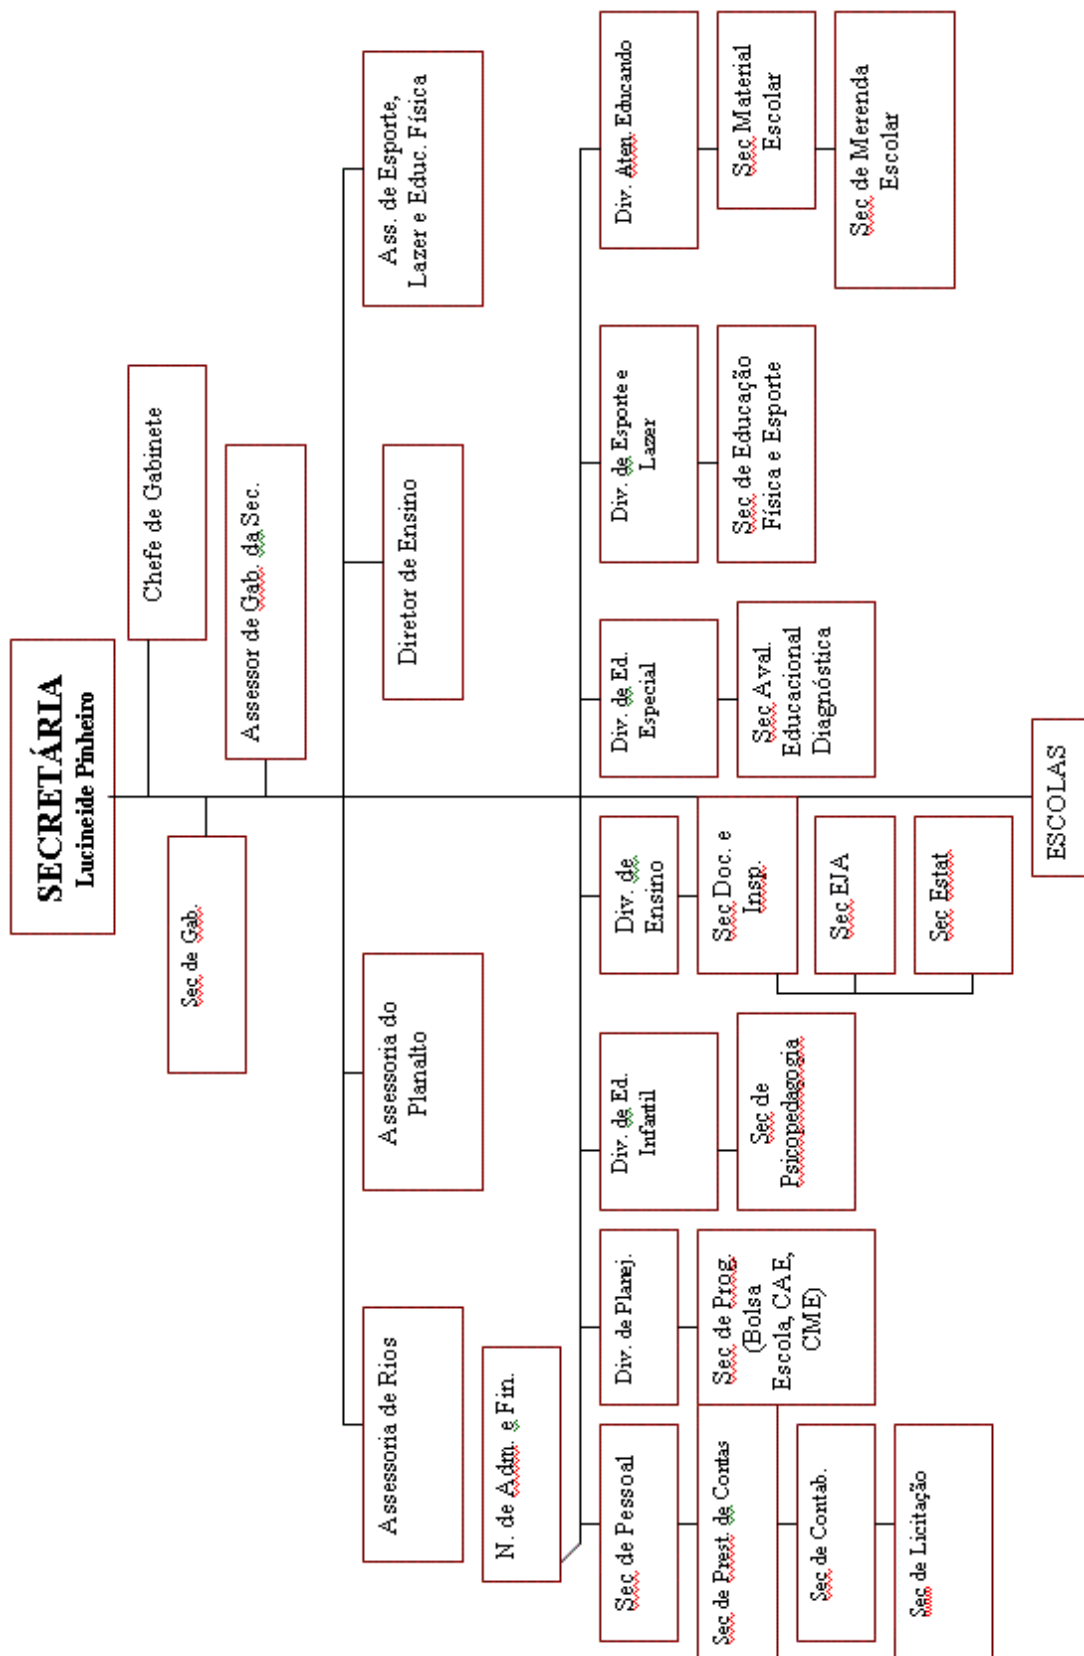 SECRETÁRIA
Lucineide Pinheiro
Chefe de Gabinete
Sec de Gab.
Assessor de Gab. da Sec.
Assessoria de Rios
Assessoria do
Planalto
Diretor de Ensino
Ass. de Esporte,
Lazer e Educ. Física
N. de Adm. e Fin.
Sec de Pessoal
Sec de Prest. de Contas
Sec de Contab.
Sec de Licitação
Div. de Planej.
Sec de Prog.
(Bolsa
Escola, CAE,
CME)
Div. de Ed.
Infantil
Sec de
Psicopedagogia
Div. de
Ensino
Sec Doc. e
Insp.
Sec EJA
Sec Estat
Div. de Ed.
Especial
Sec Aval.
Educacional
Diagnóstica
Div. de Esporte e
Lazer
Sec de Educação
Física e Esporte
Div. Aten. Educando
Sec Material
Escolar
Sec de Merenda
Escolar
ESCOLAS